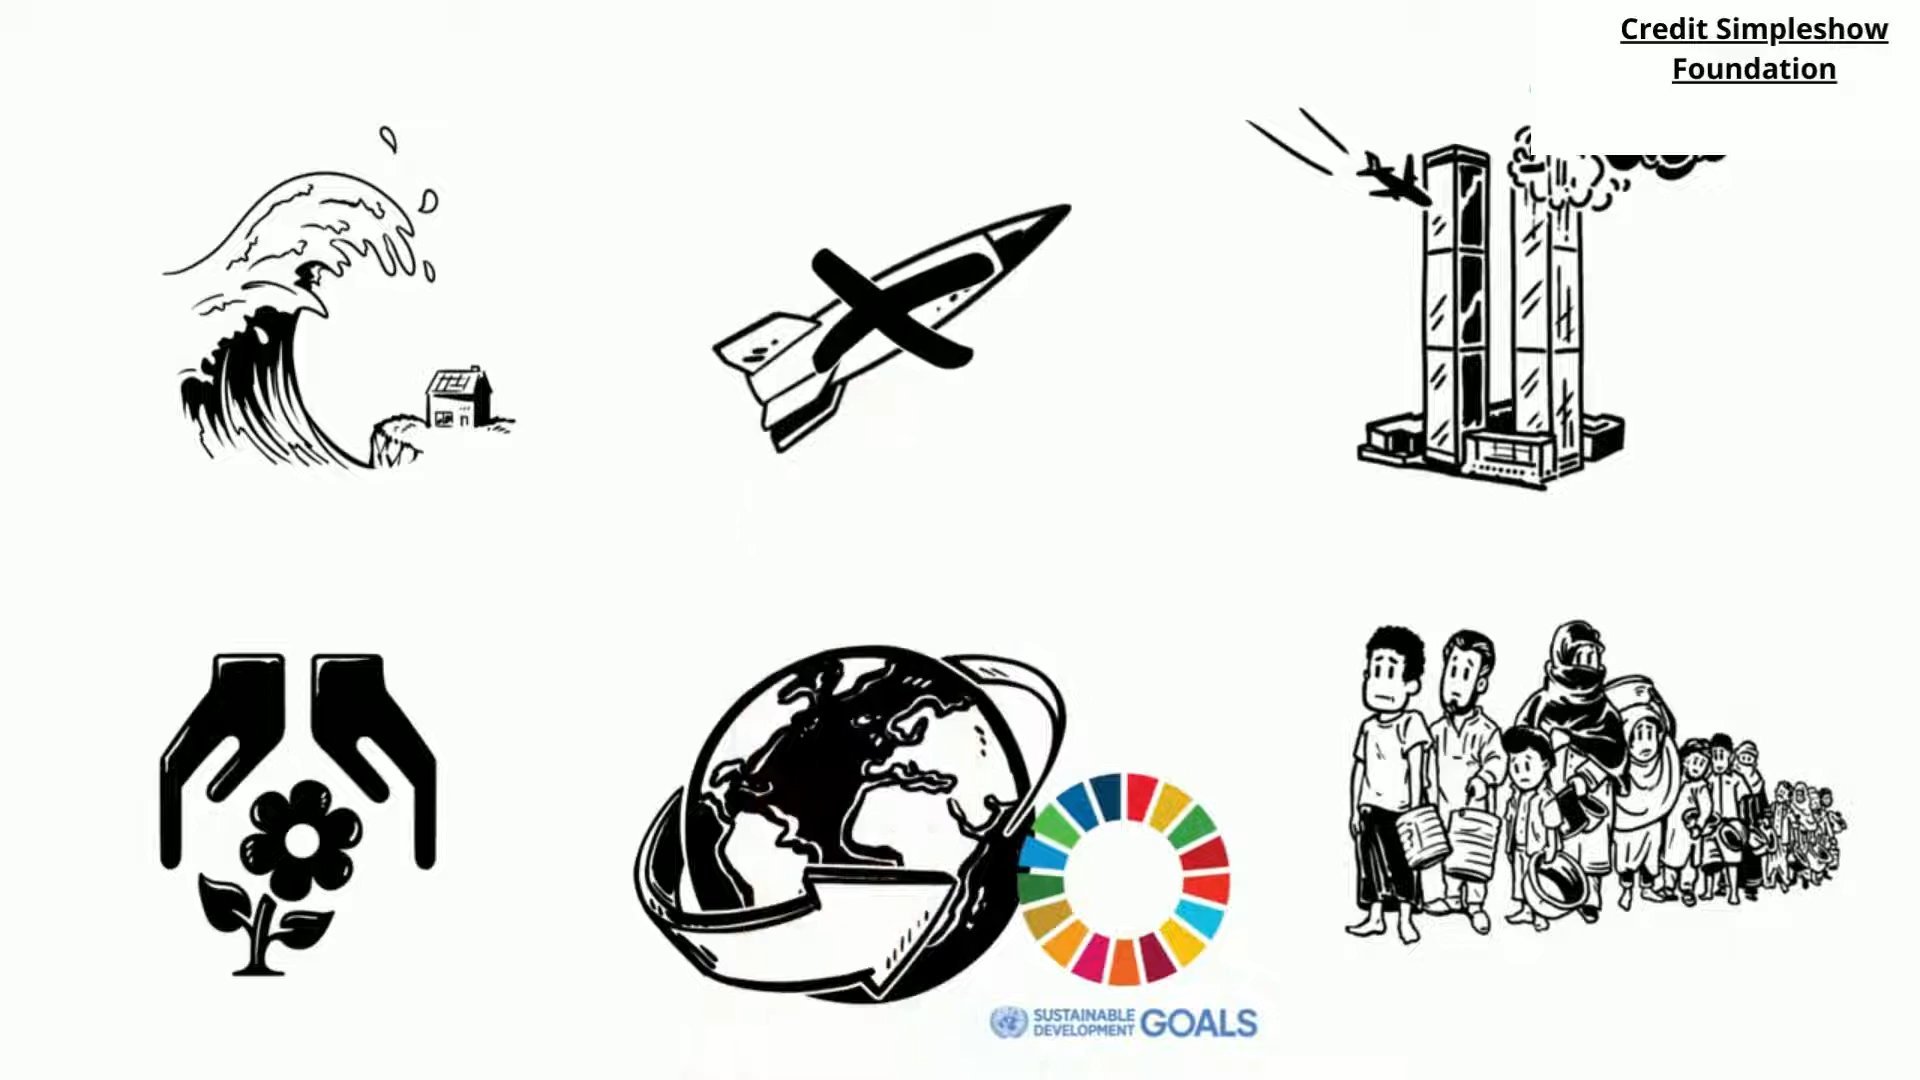 Credit Simpleshow
Foundation
SUSTAINABLE
DEVELOPMENT
GOALS